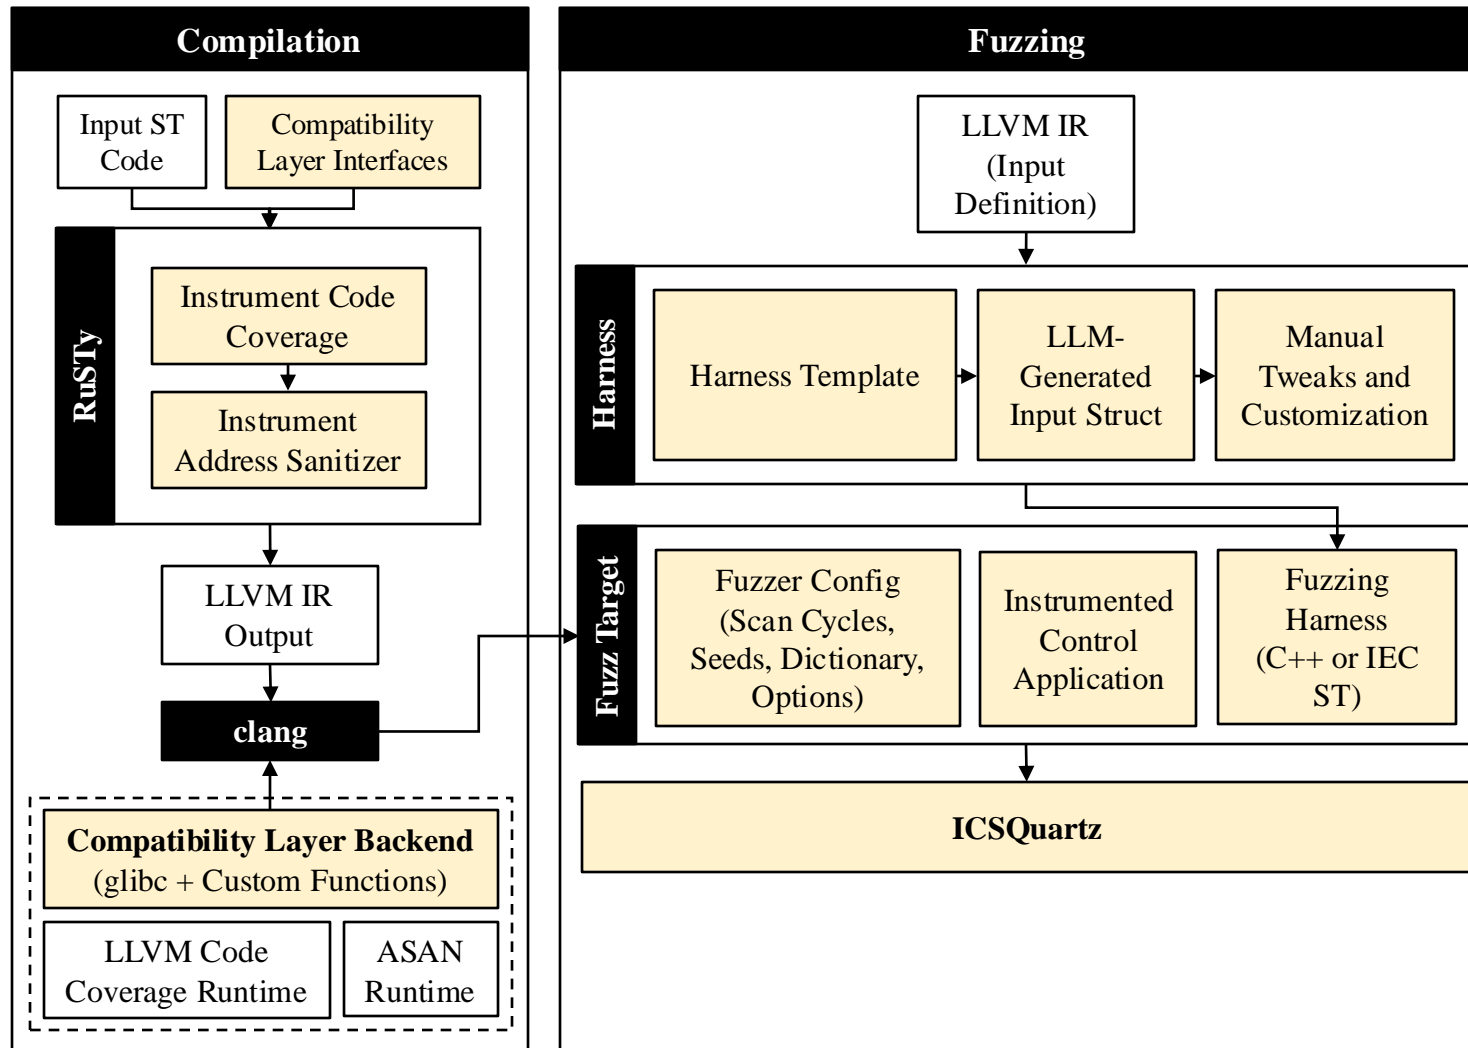 Compilation
Input ST
Code
Compatibility
Layer Interfaces
RuSTy
Instrument Code
Coverage
Instrument
Address Sanitizer
LLVM IR
Output
clang
Compatibility Layer Backend
(glibc + Custom Functions)
LLVM Code
Coverage Runtime
ASAN
Runtime
Fuzzing
LLVM IR
(Input
Definition)
Harness
Harness Template
LLM-
Generated
Input Struct
Manual
Tweaks and
Customization
Fuzz Target
Fuzzer Config
(Scan Cycles,
Seeds, Dictionary,
Options)
Instrumented
Control
Application
Fuzzing
Harness
(C++ or IEC
ST)
ICSQuartz